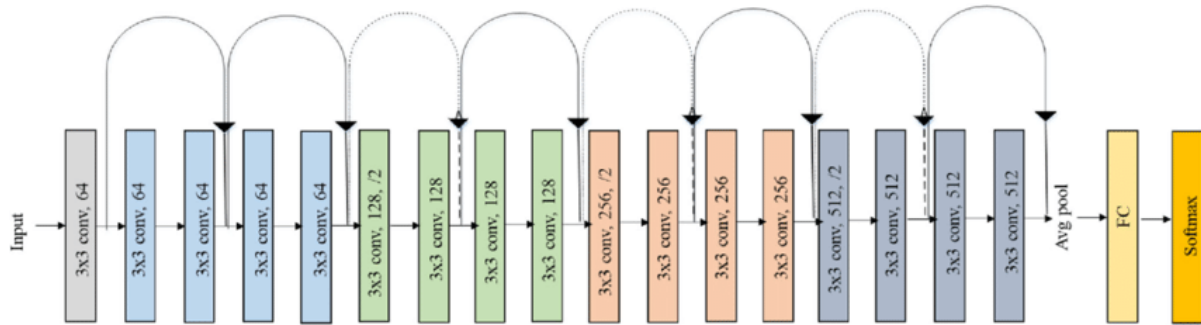 Input
3x3 conv, 64
3x3 conv, 64
3x3 conv, 64
3x3 conv, 64
3x3 conv, 64
3x3 conv, 128, /2
3x3 conv, 128
3x3 conv, 128
3x3 conv, 128
3x3 conv, 256, /2
3x3 conv, 256
3x3 conv, 256
3x3 conv, 256
3x3 conv, 512, /2
3x3 conv, 512
3x3 conv, 512
3x3 conv, 512
Avg pool
FC
Softmax